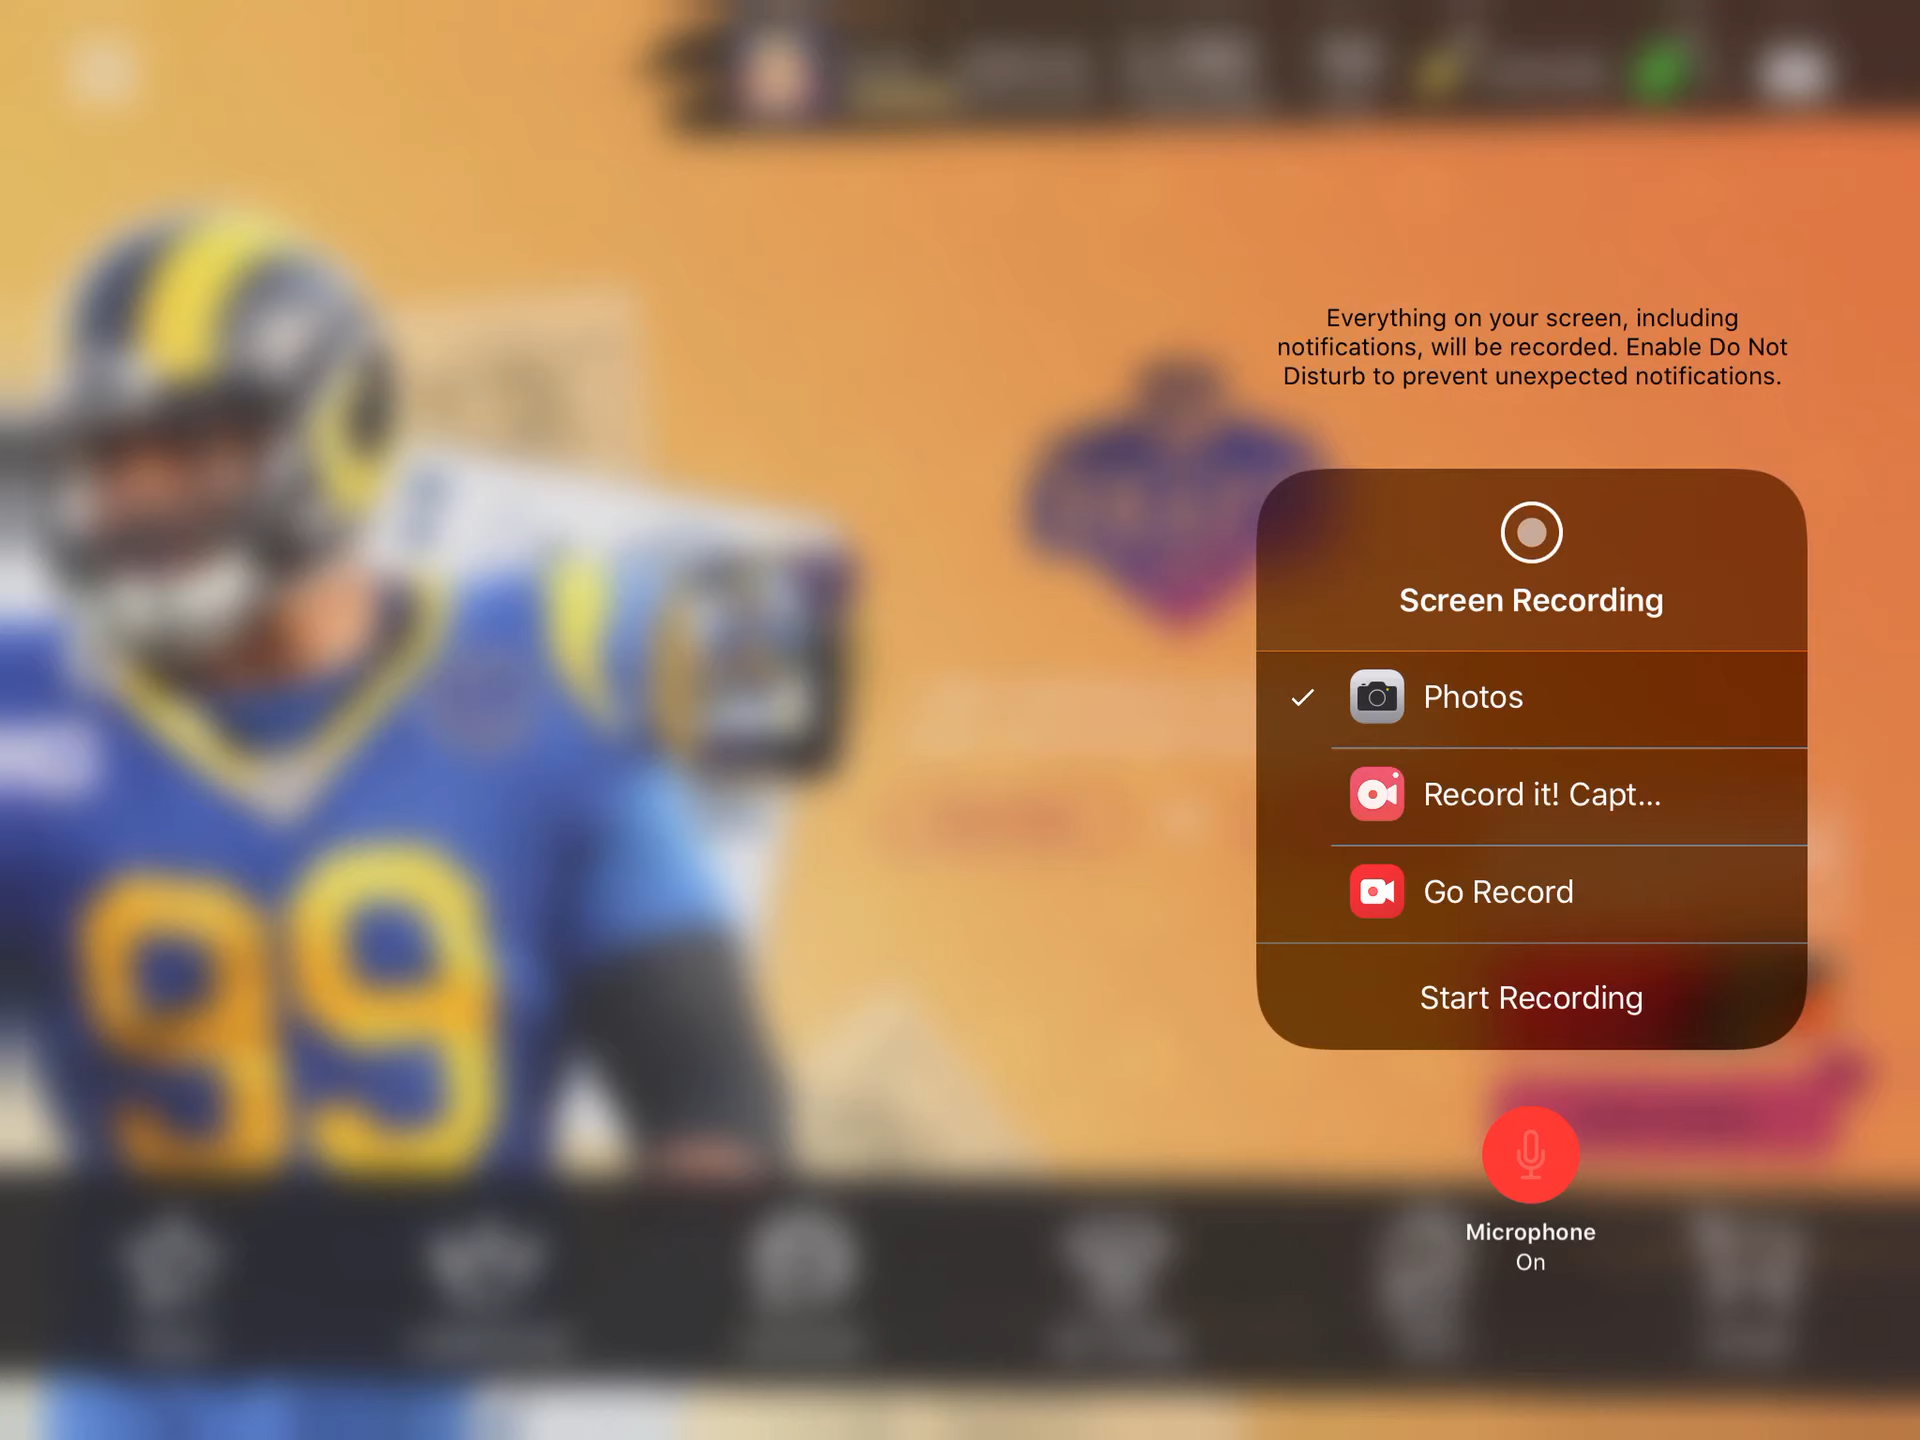 Everything on your screen, including
notifications, will be recorded. Enable Do Not
Disturb to prevent unexpected notifications.
Screen Recording
Photos
Record it! Capt...
Go Record
Start Recording
Microphone
On
99